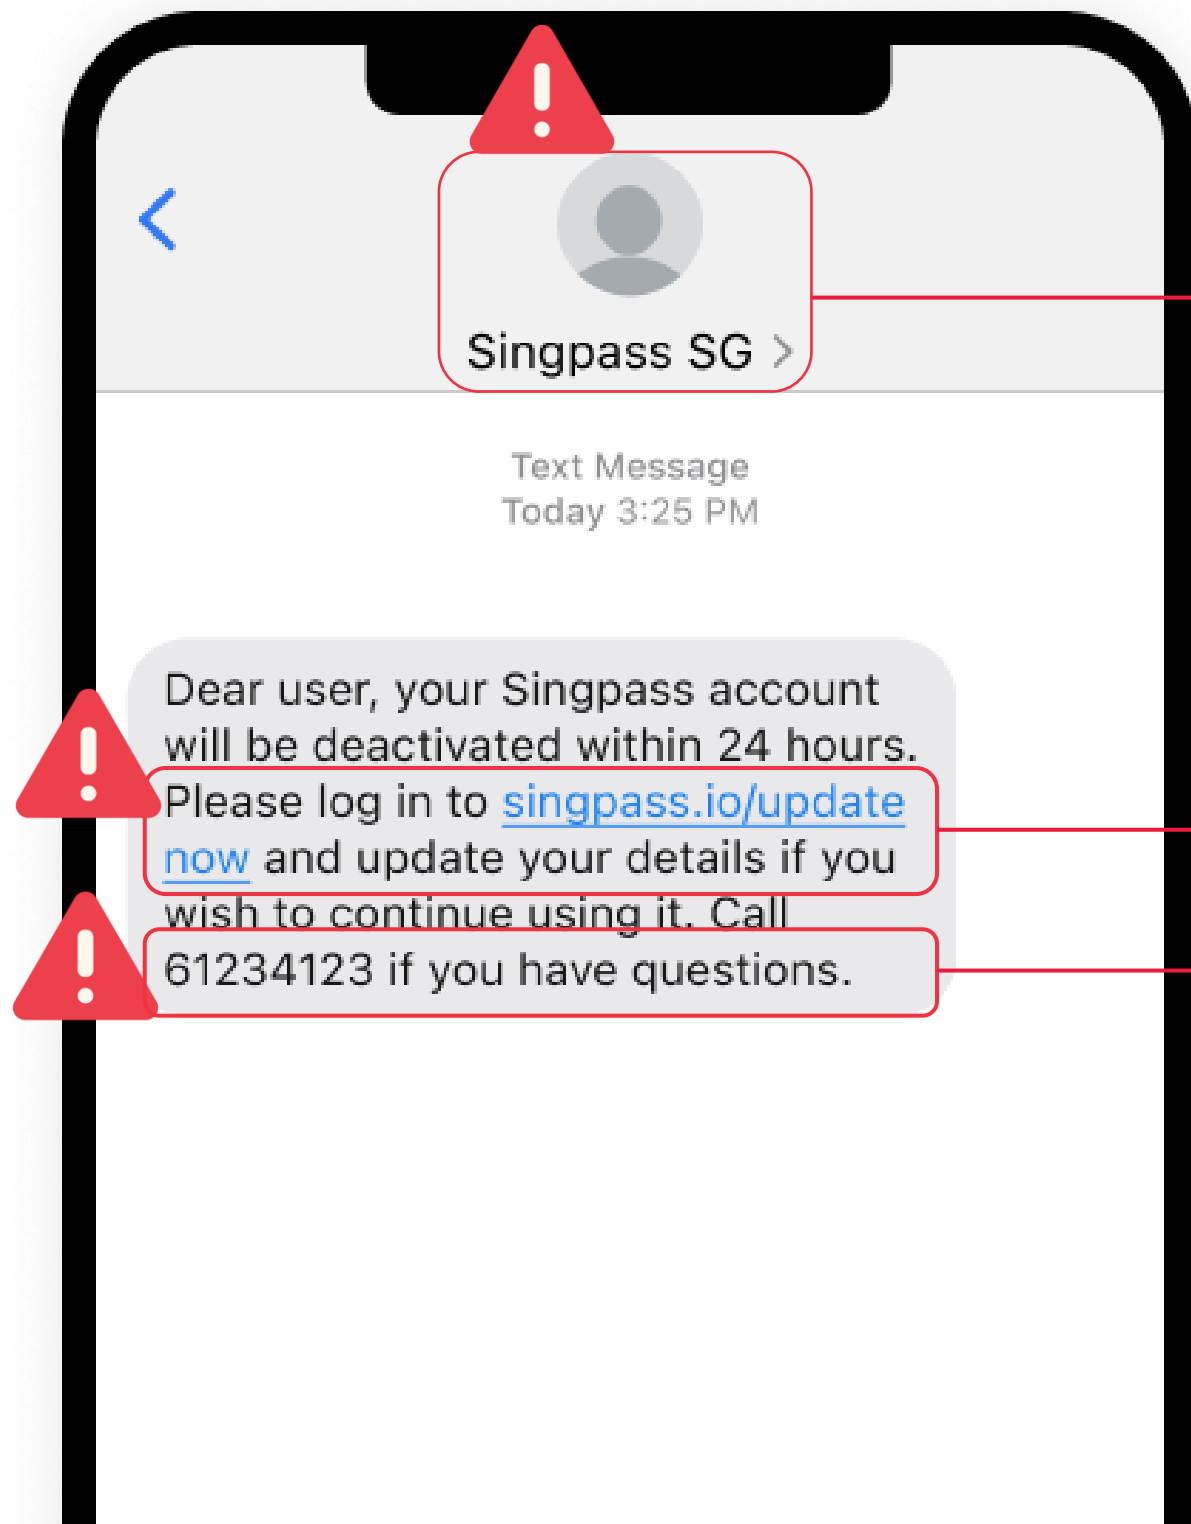 Singpass SG
Text Message
Today 3:25 PM
Dear user, your Singpass account
will be deactivated within 24 hours.
Please log in to singpass.io/update
now and update your details if you
wish to continue using it. Call
61234123 if you have questions.